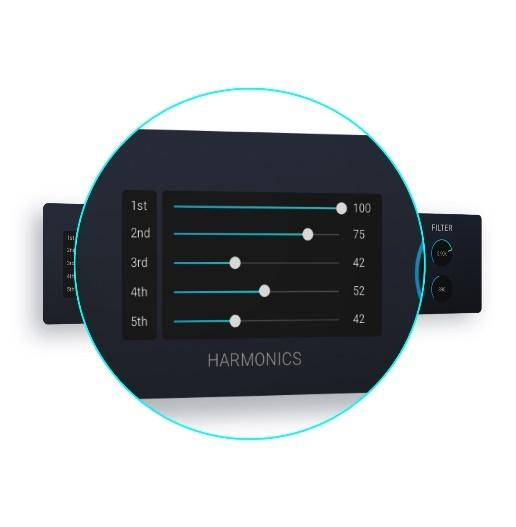 1st 100
2nd 75
3rd 42
4th 52
5th 42
HARMONICS
FILTER